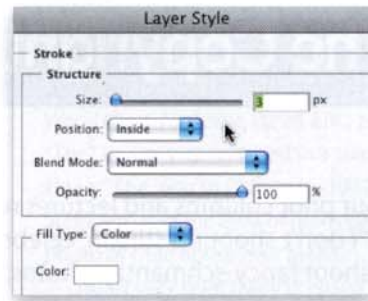 Layer Style
Stroke
Structure
Size: 3 px
Position: Inside
Blend Mode: Normal
Opacity: 100 %
Fill Type: Color
Color: